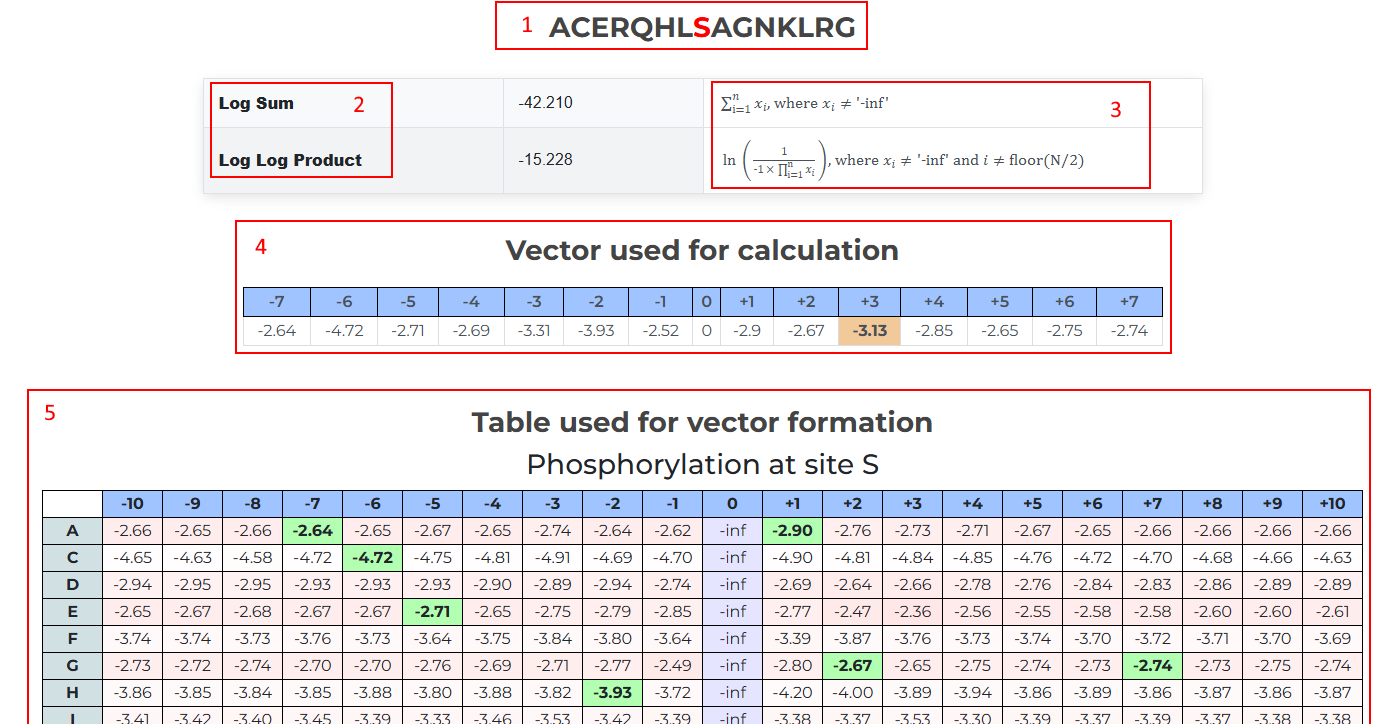 1 ACERQHLSAGNKLRG
Log Sum 2 -42.210 ∑ⁿᵢ₌₁ xᵢ, where xᵢ ≠ '-inf' 3
Log Log Product -15.228 ln (1 / (-1 × ∏ⁿᵢ₌₁ xᵢ)), where xᵢ ≠ '-inf' and i ≠ floor(N/2)
4 Vector used for calculation
-7 -6 -5 -4 -3 -2 -1 0 +1 +2 +3 +4 +5 +6 +7
-2.64 -4.72 -2.71 -2.69 -3.31 -3.93 -2.52 0 -2.9 -2.67 -3.13 -2.85 -2.65 -2.75 -2.74
5 Table used for vector formation
Phosphorylation at site S
-10 -9 -8 -7 -6 -5 -4 -3 -2 -1 0 +1 +2 +3 +4 +5 +6 +7 +8 +9 +10
A -2.66 -2.65 -2.66 -2.64 -2.65 -2.67 -2.65 -2.74 -2.64 -2.62 -inf -2.90 -2.76 -2.73 -2.71 -2.67 -2.65 -2.66 -2.66 -2.66 -2.66
C -4.65 -4.63 -4.58 -4.72 -4.72 -4.75 -4.81 -4.91 -4.69 -4.70 -inf -4.90 -4.81 -4.84 -4.85 -4.76 -4.72 -4.70 -4.68 -4.66 -4.63
D -2.94 -2.95 -2.95 -2.93 -2.93 -2.93 -2.90 -2.89 -2.94 -2.74 -inf -2.69 -2.64 -2.66 -2.78 -2.76 -2.84 -2.83 -2.86 -2.89 -2.89
E -2.65 -2.67 -2.68 -2.67 -2.67 -2.71 -2.65 -2.75 -2.79 -2.85 -inf -2.77 -2.47 -2.36 -2.56 -2.55 -2.58 -2.58 -2.60 -2.60 -2.61
F -3.74 -3.74 -3.73 -3.76 -3.73 -3.64 -3.75 -3.84 -3.80 -3.64 -inf -3.39 -3.87 -3.76 -3.73 -3.74 -3.70 -3.72 -3.71 -3.70 -3.69
G -2.73 -2.72 -2.74 -2.70 -2.70 -2.76 -2.69 -2.71 -2.77 -2.49 -inf -2.80 -2.67 -2.65 -2.75 -2.74 -2.73 -2.74 -2.73 -2.75 -2.74
H -3.86 -3.85 -3.84 -3.85 -3.88 -3.80 -3.88 -3.82 -3.93 -3.72 -inf -4.20 -4.00 -3.89 -3.94 -3.86 -3.89 -3.86 -3.87 -3.86 -3.87
I -3.41 -3.42 -3.40 -3.45 -3.39 -3.33 -3.46 -3.53 -3.42 -3.39 -inf -3.38 -3.37 -3.53 -3.30 -3.39 -3.37 -3.39 -3.37 -3.38 -3.38